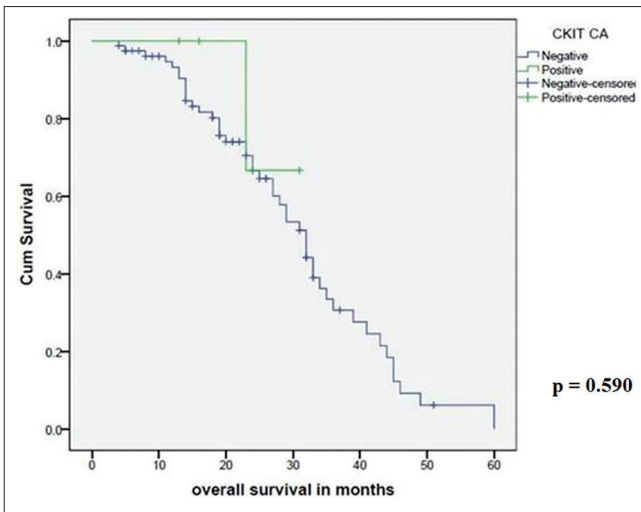 CKIT CA
Negative
Positive
Negative-censored
Positive-censored
1.0
0.8
0.6
0.4
0.2
0.0
Cum Survival
0
10
20
30
40
50
60
overall survival in months
p = 0.590